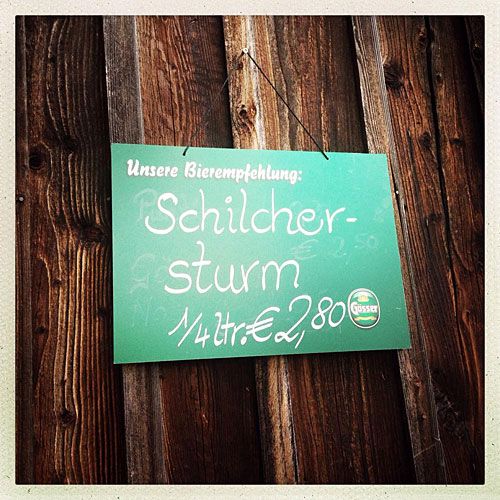 Unsere Bierempfehlung:
Schilcher-
sturm
1/4 ltr. € 2,80
Gösser